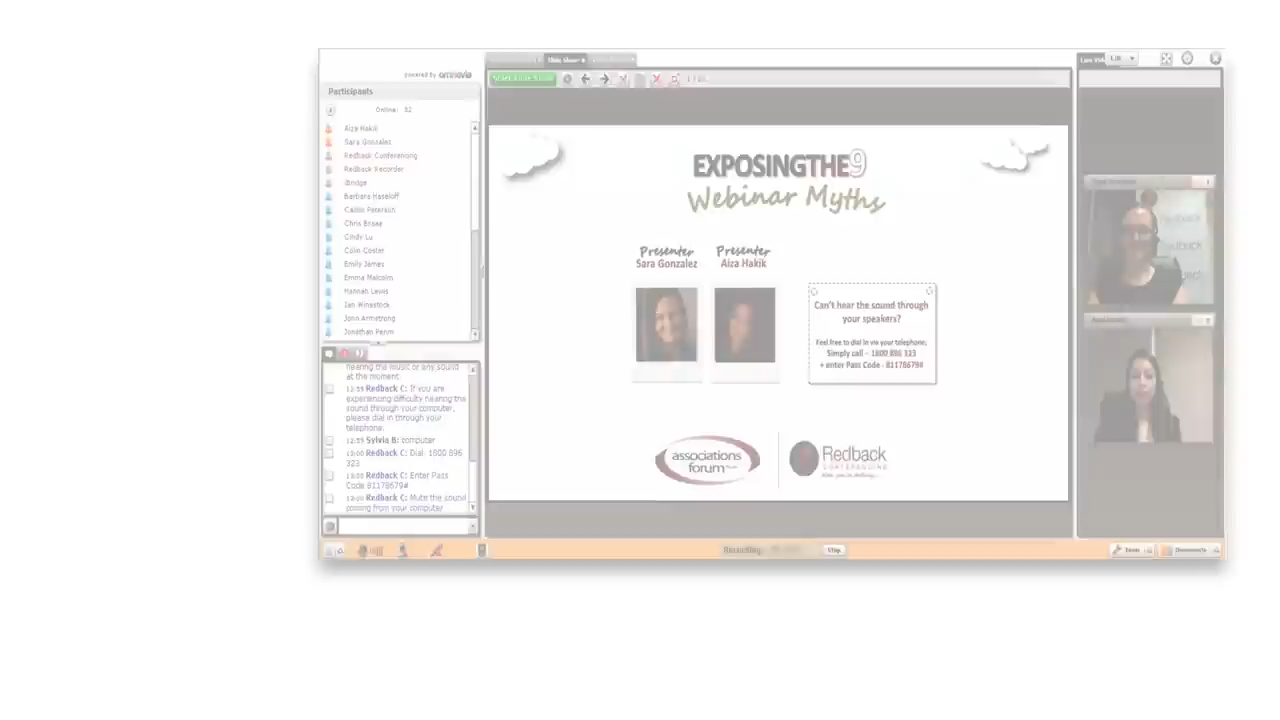 powered by omnovia
Participants
Online: 32
Aiza Hakik
Sara Gonzalez
Redback Conferencing
Redback Recorder
iBridge
Barbara Haseloff
Caitlin Petersen
Cindy Lu
Colin Coster
Emily James
Emma Malcolm
Hannah Lewis
Ian Winestock
John Armstrong
Jonathan Penm
hearing the music or any sound
at the moment.
12:59 Redback C: If you are
experiencing difficulty hearing the
sound through your computer,
please dial in through your
telephone.
12:59 Sylvia B: computer
13:00 Redback C: Dial: 1800 896
323
13:00 Redback C: Enter Pass
Code 81178679#
13:00 Redback C: Mute the sound
coming from your computer
Slide Show
EXPOSINGTHE9
Webinar Myths
Presenter
Sara Gonzalez
Presenter
Aiza Hakik
Can't hear the sound through
your speakers?
Feel free to dial in via your telephone;
Simply call – 1800 896 323
+ enter Pass Code - 81178679#
associations
forum
Redback
CONFERENCING
Recording
Stop
Documents